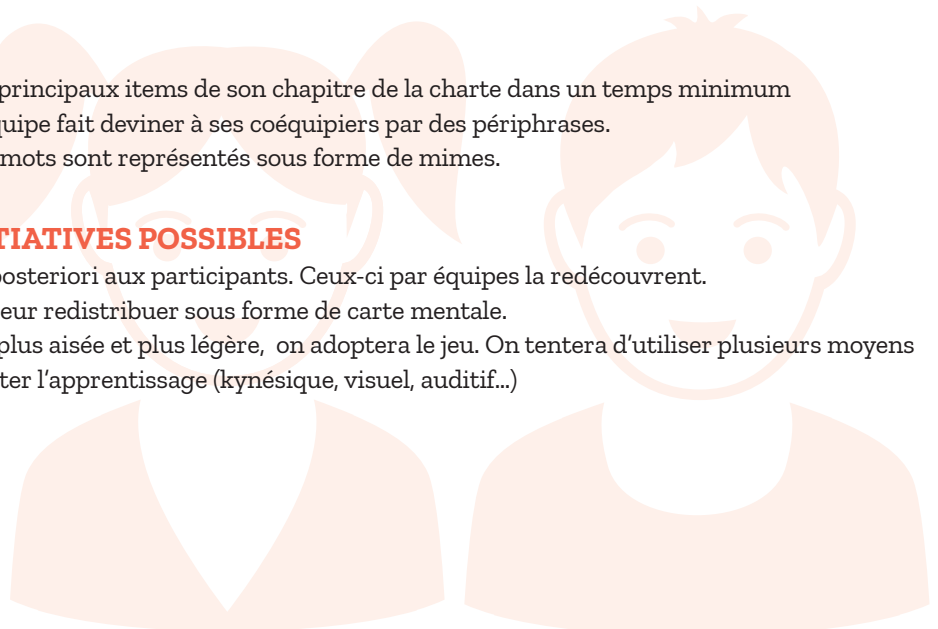 principaux items de son chapitre de la charte dans un temps minimum
quipe fait deviner à ses coéquipiers par des périphrases.
mots sont représentés sous forme de mimes.
TIATIVES POSSIBLES
posteriori aux participants. Ceux-ci par équipes la redécouvrent.
eur redistribuer sous forme de carte mentale.
plus aisée et plus légère, on adoptera le jeu. On tentera d’utiliser plusieurs moyens
ter l’apprentissage (kynésique, visuel, auditif...)